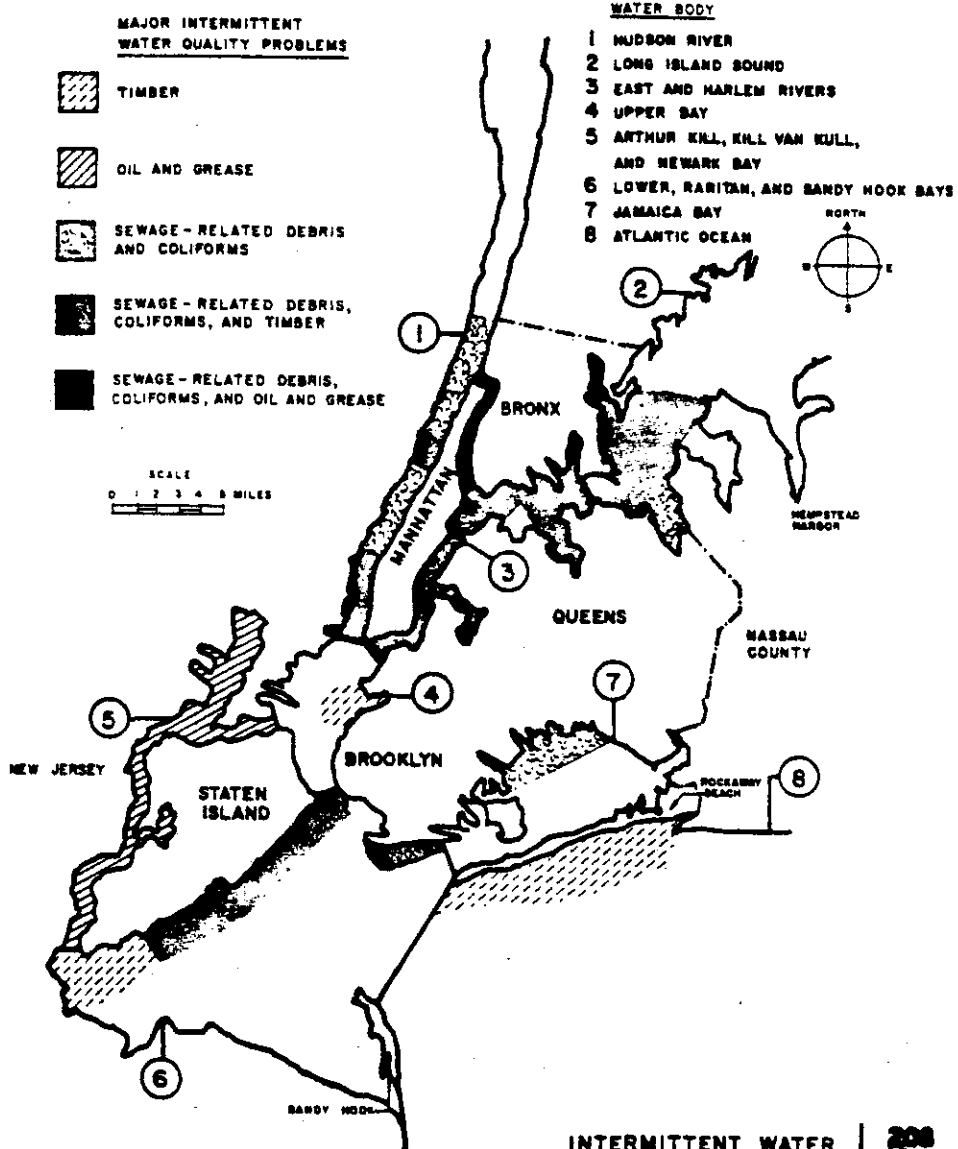 MAJOR INTERMITTENT
WATER QUALITY PROBLEMS
TIMBER
OIL AND GREASE
SEWAGE-RELATED DEBRIS
AND COLIFORMS
SEWAGE-RELATED DEBRIS,
COLIFORMS, AND TIMBER
SEWAGE-RELATED DEBRIS,
COLIFORMS, AND OIL AND GREASE
SCALE
0 1 2 3 4 5 MILES
WATER BODY
1 HUDSON RIVER
2 LONG ISLAND SOUND
3 EAST AND HARLEM RIVERS
4 UPPER BAY
5 ARTHUR KILL, KILL VAN KULL,
AND NEWARK BAY
6 LOWER, RARITAN, AND SANDY HOOK BAYS
7 JAMAICA BAY
8 ATLANTIC OCEAN
NORTH
W E
S
2
1
BRONX
MANHATTAN
HEMPSTEAD
HARBOR
3
QUEENS
NASSAU
COUNTY
4
7
5
NEW JERSEY
BROOKLYN
STATEN
ISLAND
ROCKAWAY
BEACH
8
6
SANDY HOOK
INTERMITTENT WATER
208